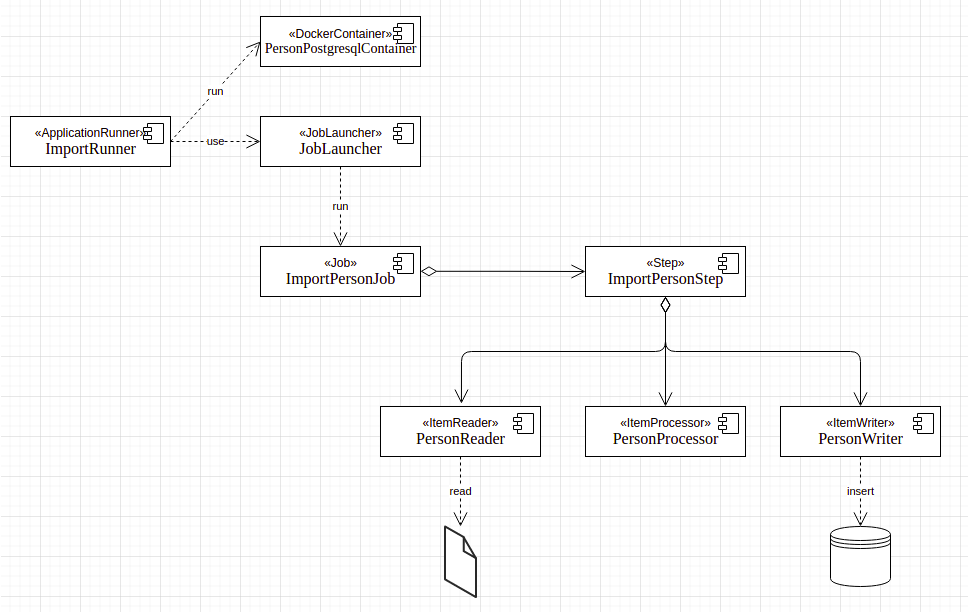 «DockerContainer»
PersonPostgresqlContainer
run
«ApplicationRunner»
ImportRunner
use
«JobLauncher»
JobLauncher
run
«Job»
ImportPersonJob
«Step»
ImportPersonStep
«ItemReader»
PersonReader
«ItemProcessor»
PersonProcessor
«ItemWriter»
PersonWriter
read
insert